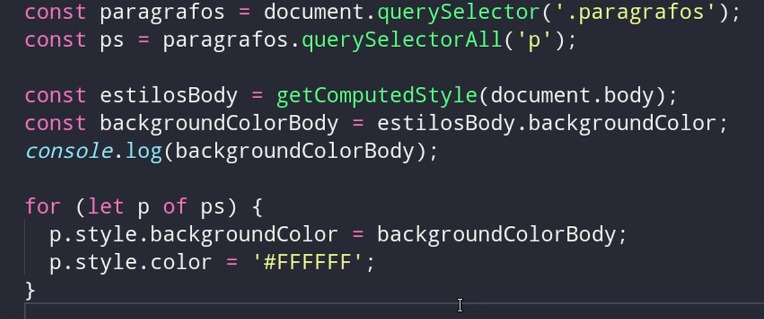 const paragrafos = document.querySelector('.paragrafos');
const ps = paragrafos.querySelectorAll('p');
const estilosBody = getComputedStyle(document.body);
const backgroundColorBody = estilosBody.backgroundColor;
console.log(backgroundColorBody);
for (let p of ps) {
  p.style.backgroundColor = backgroundColorBody;
  p.style.color = '#FFFFFF';
}